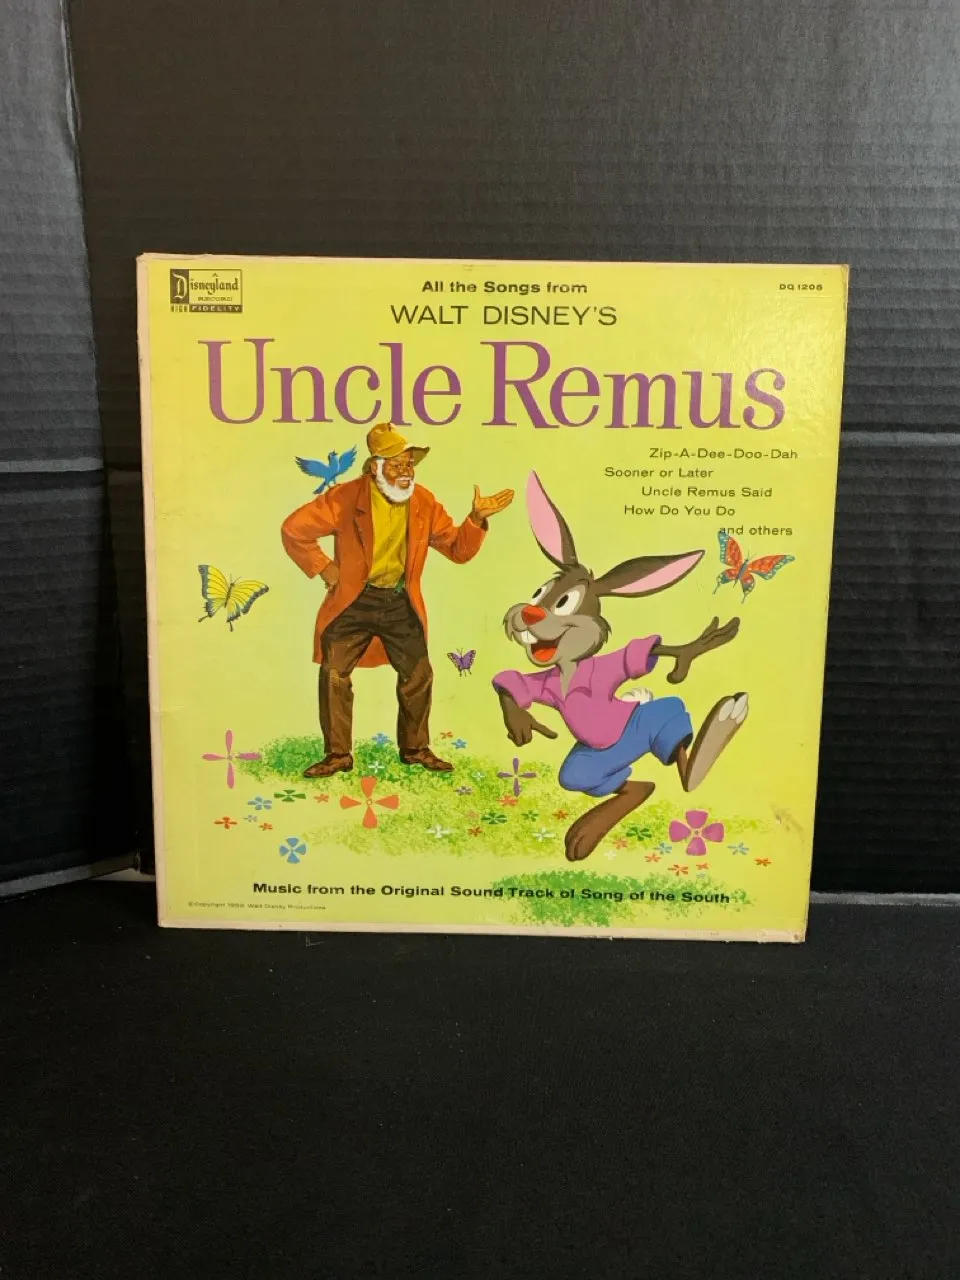 A
Disneyland
RECORD
HIGH FIDELITY
All the Songs from
DQ 1205
WALT DISNEY'S
Uncle Remus
Zip-A-Dee-Doo-Dah
Sooner or Later
Uncle Remus Said
How Do You Do
and others
Music from the Original Sound Track of Song of the South
©Copyright Walt Disney Productions